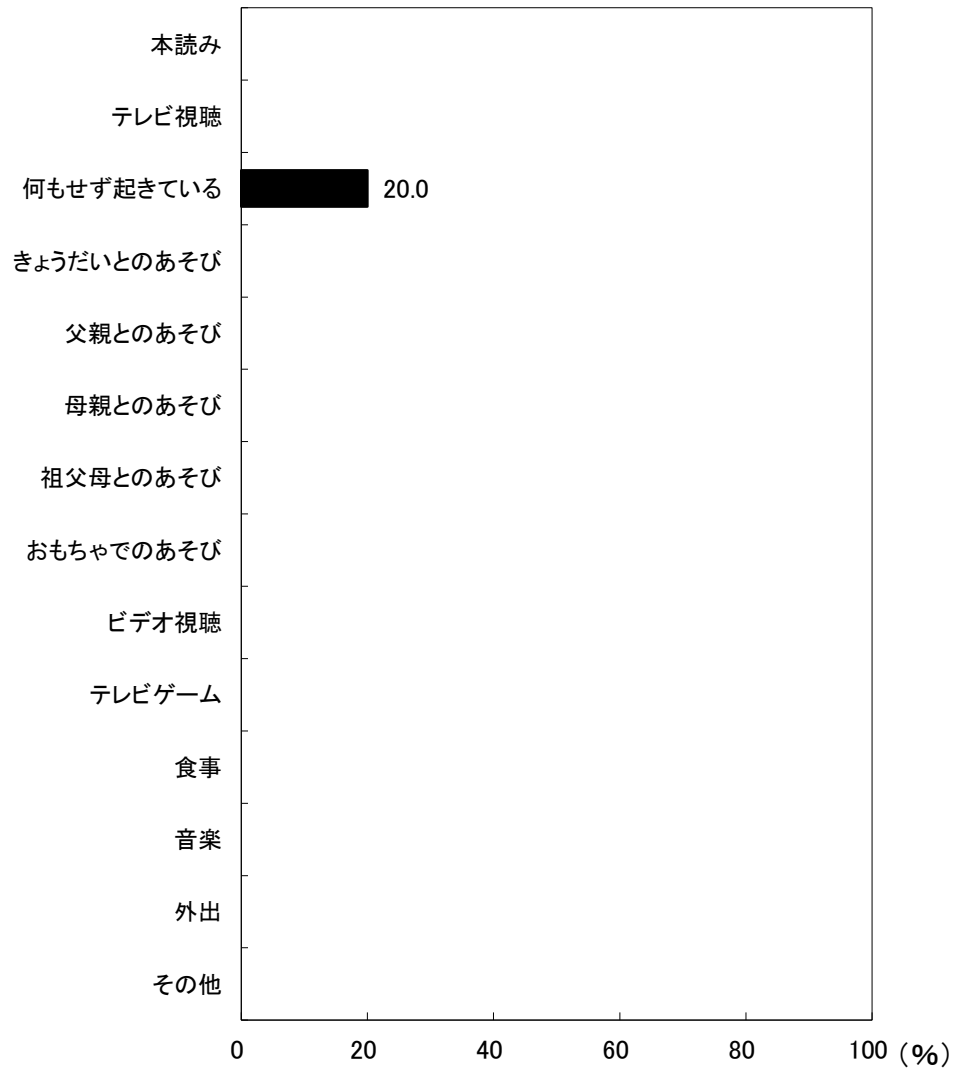 本読み
テレビ視聴
何もせず起きている 20.0
きょうだいとのあそび
父親とのあそび
母親とのあそび
祖父母とのあそび
おもちゃでのあそび
ビデオ視聴
テレビゲーム
食事
音楽
外出
その他
0 20 40 60 80 100 (%)